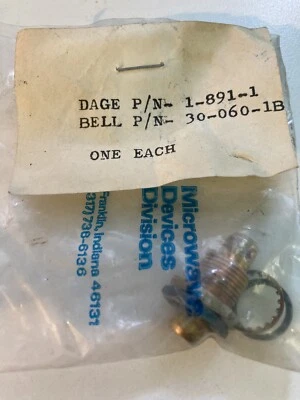 DAGE P/N- 1-891-1
BELL P/N- 30-060-1B
ONE EACH
Microwave
Devices
Division
Franklin, Indiana 46131
(317)736-6136